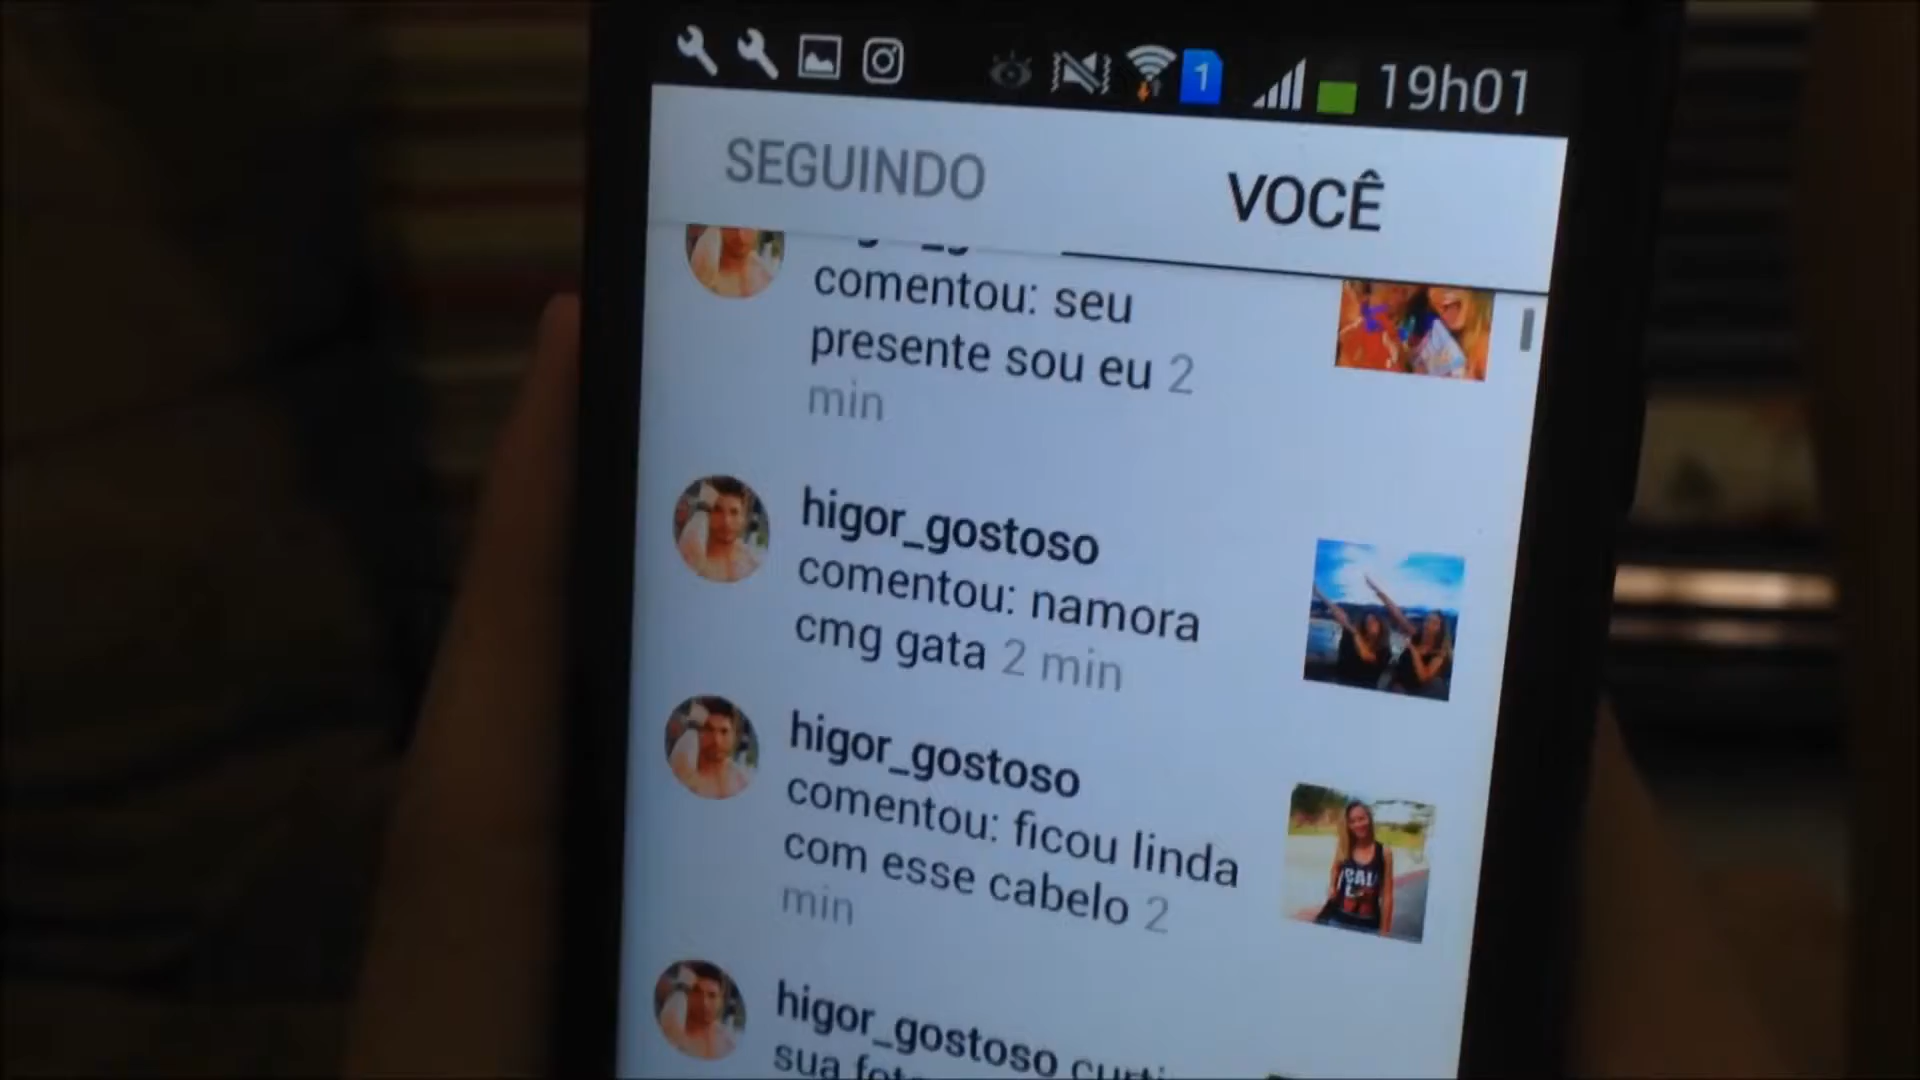 19h01
SEGUINDO VOCÊ
comentou: seu
presente sou eu 2
min
higor_gostoso
comentou: namora
cmg gata 2 min
higor_gostoso
comentou: ficou linda
com esse cabelo 2
min
higor_gostoso
sua